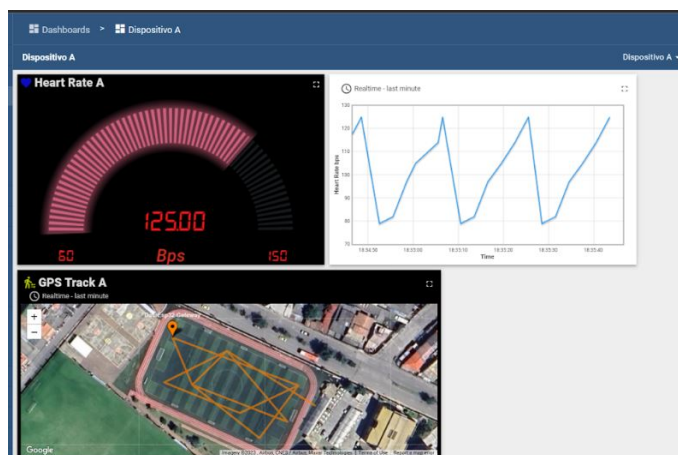 Dashboards > Dispositivo A
Dispositivo A
Dispositivo A
Heart Rate A
125.00
60 Bps 150
Realtime - last minute
130
120
110
100
90
80
70
Heart Rate bps
18:34:50 18:35:00 18:35:10 18:35:20 18:35:30 18:35:40
Time
GPS Track A
Realtime - last minute
+
−
Google